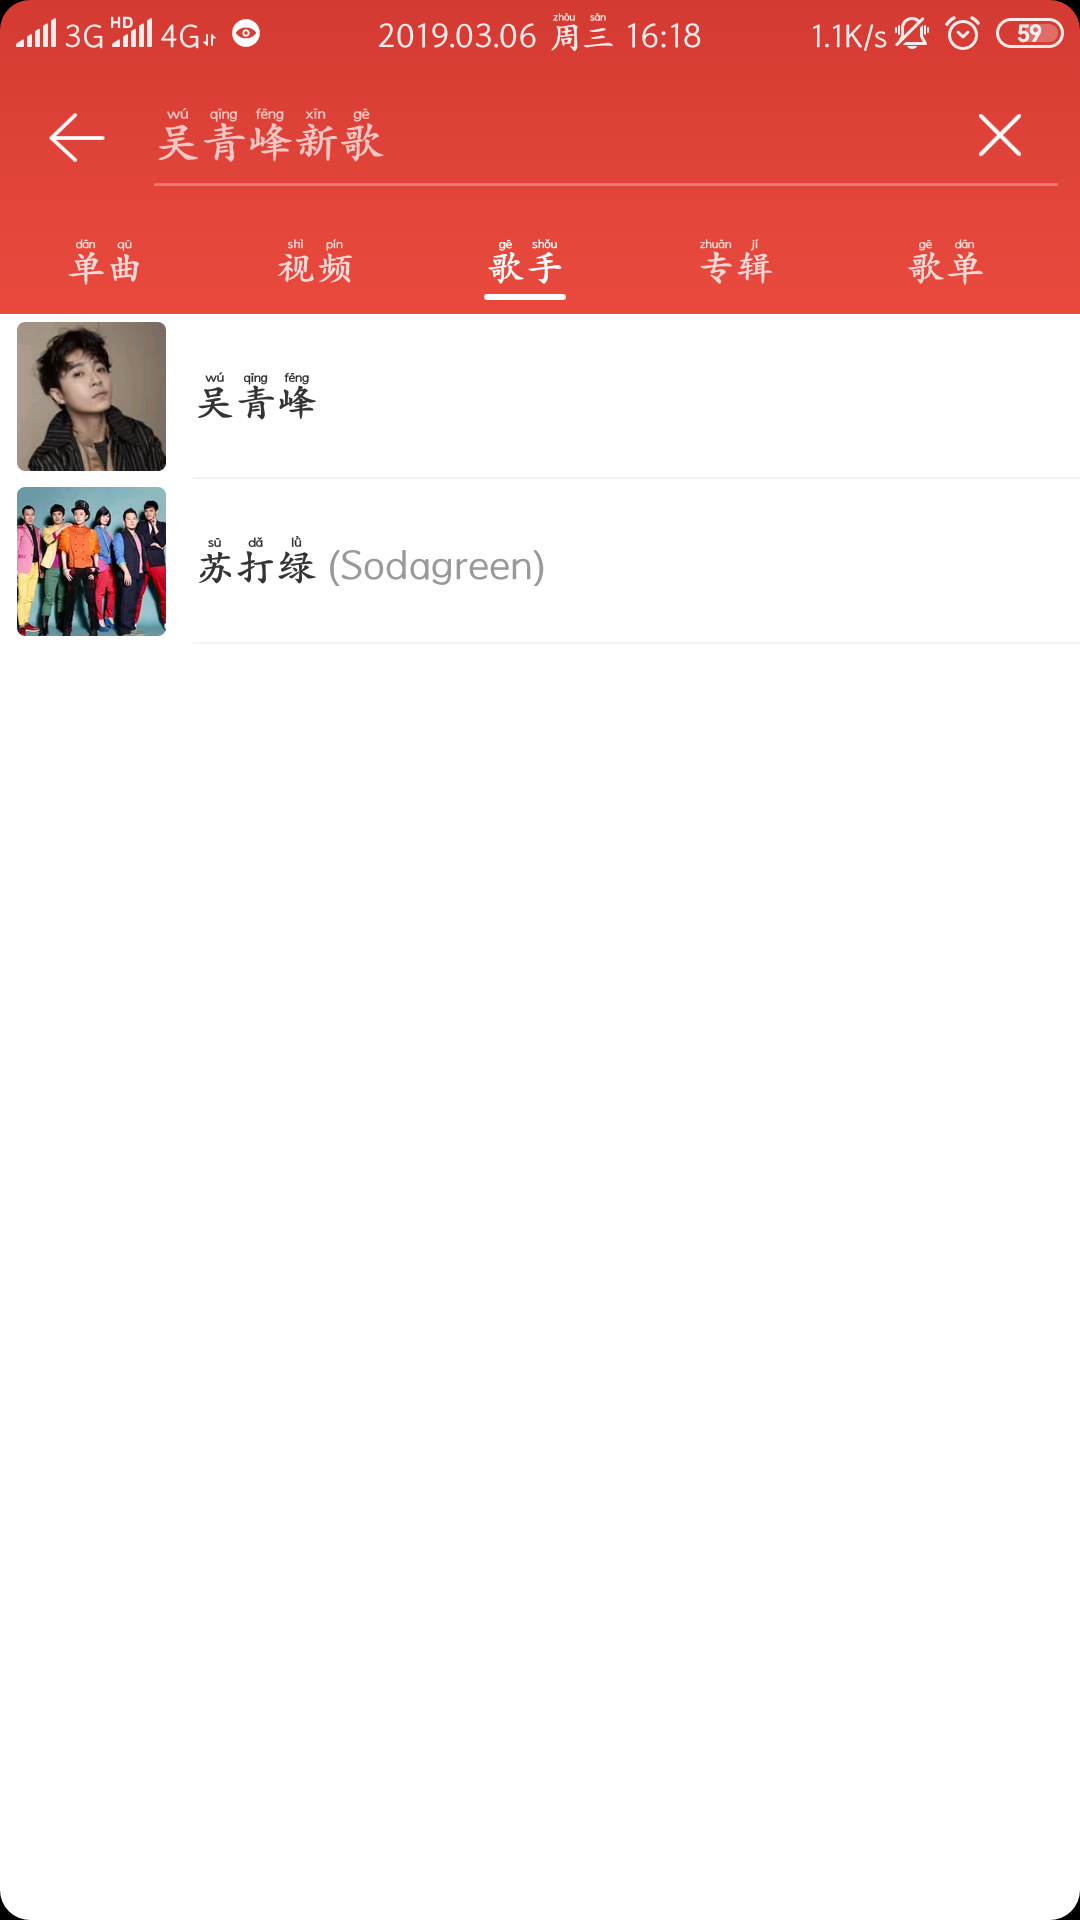 3G HD 4G 2019.03.06 zhōu sān 周三 16:18 1.1K/s 59
wú qīng fēng xīn gē
吴青峰新歌
dān qū shì pín gē shǒu zhuān jí gē dān
单曲 视频 歌手 专辑 歌单
wú qīng fēng
吴青峰
sū dǎ lǜ
苏打绿 (Sodagreen)